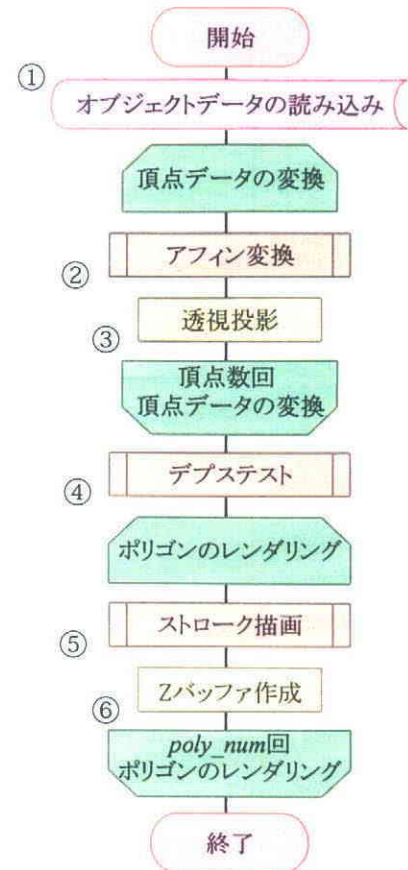 開始
①
オブジェクトデータの読み込み
頂点データの変換
②
アフィン変換
③
透視投影
頂点数回
頂点データの変換
④
デプステスト
ポリゴンのレンダリング
⑤
ストローク描画
⑥
Zバッファ作成
poly_num回
ポリゴンのレンダリング
終了